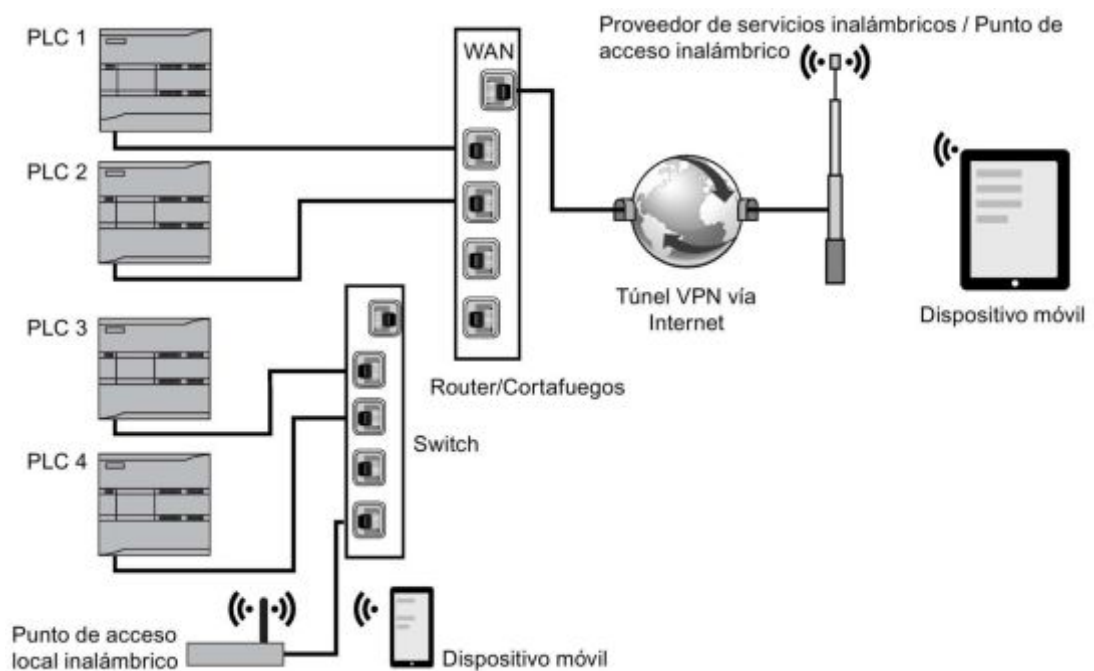 PLC 1
WAN
Proveedor de servicios inalámbricos / Punto de
acceso inalámbrico
PLC 2
Túnel VPN vía
Internet
Dispositivo móvil
PLC 3
Router/Cortafuegos
Switch
PLC 4
Punto de acceso
local inalámbrico
Dispositivo móvil